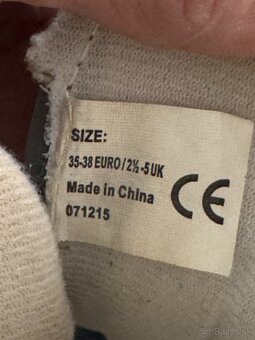 SIZE:
35-38 EURO / 2½ -5 UK
Made in China
071215
CE